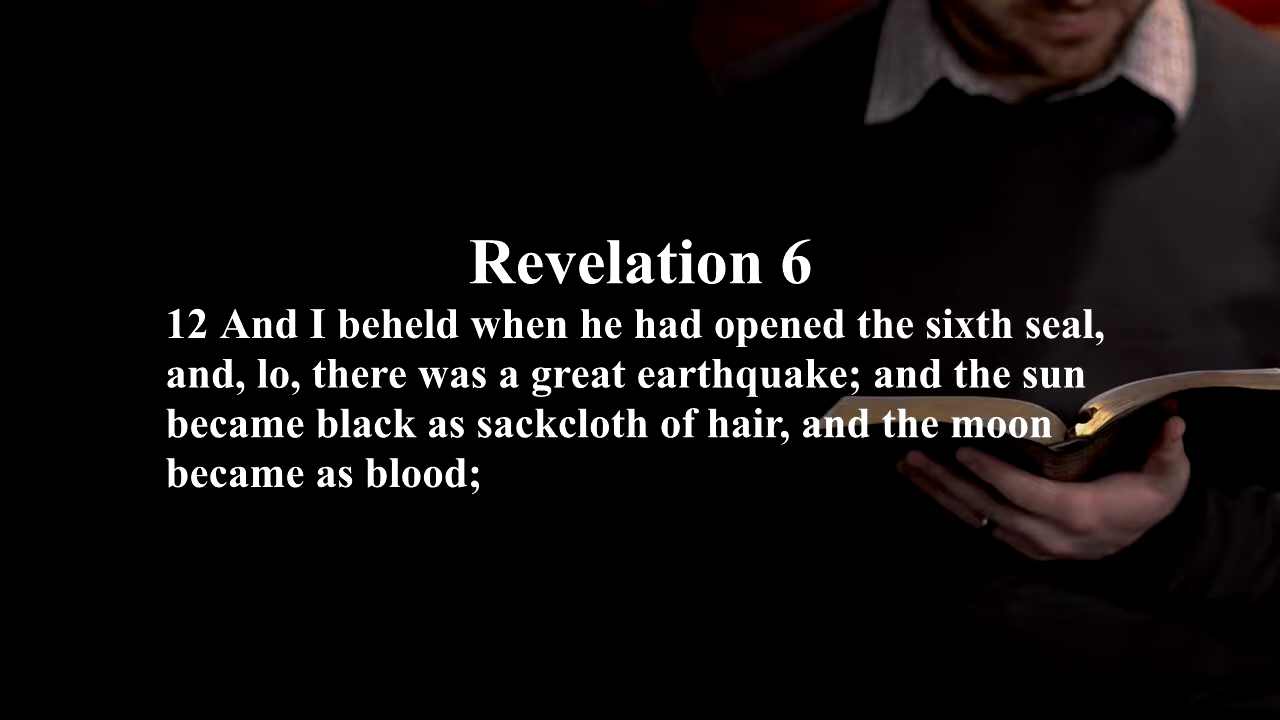 Revelation 6
12 And I beheld when he had opened the sixth seal,
and, lo, there was a great earthquake; and the sun
became black as sackcloth of hair, and the moon
became as blood;